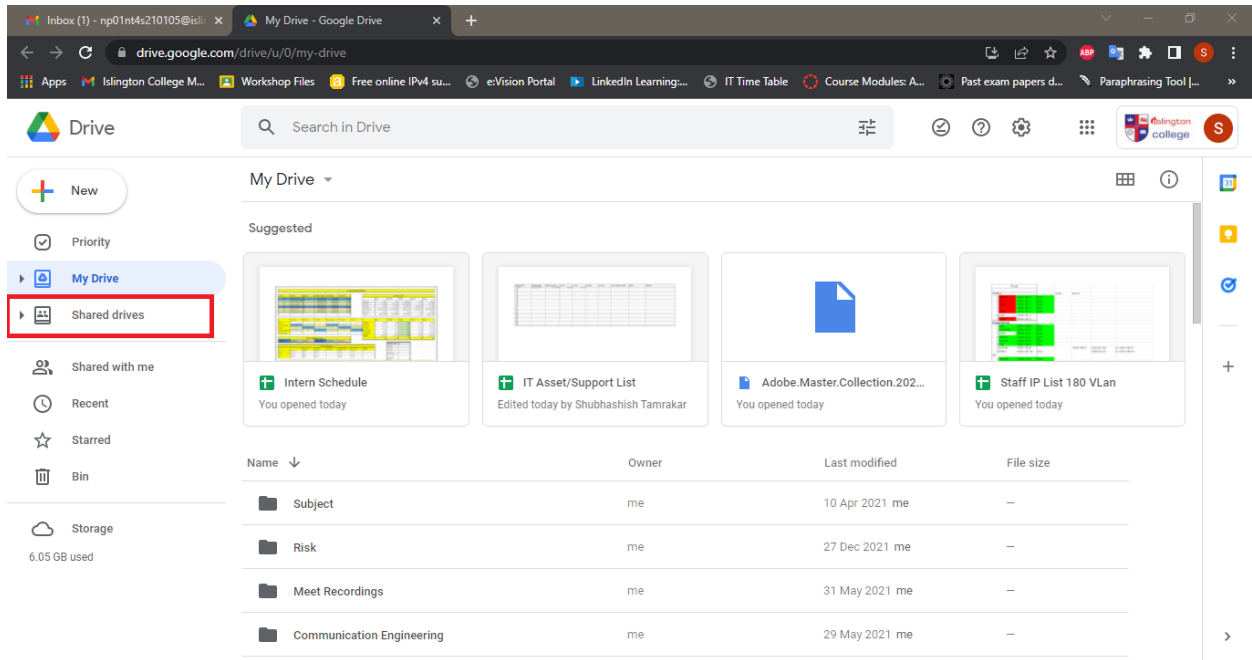 Inbox (1) - np01nt4s210105@isli
My Drive - Google Drive
drive.google.com/drive/u/0/my-drive
ABP
S
Apps
Islington College M...
Workshop Files
Free online IPv4 su...
e:Vision Portal
LinkedIn Learning:...
IT Time Table
Course Modules: A...
Past exam papers d...
Paraphrasing Tool |...
»
Drive
Search in Drive
islington
college
S
New
My Drive
31
Suggested
Priority
My Drive
Shared drives
Shared with me
Recent
Starred
Bin
Storage
6.05 GB used
Intern Schedule
You opened today
IT Asset/Support List
Edited today by Shubhashish Tamrakar
Adobe.Master.Collection.202...
You opened today
Staff IP List 180 VLan
You opened today
Name Owner Last modified File size
Subject me 10 Apr 2021 me –
Risk me 27 Dec 2021 me –
Meet Recordings me 31 May 2021 me –
Communication Engineering me 29 May 2021 me –